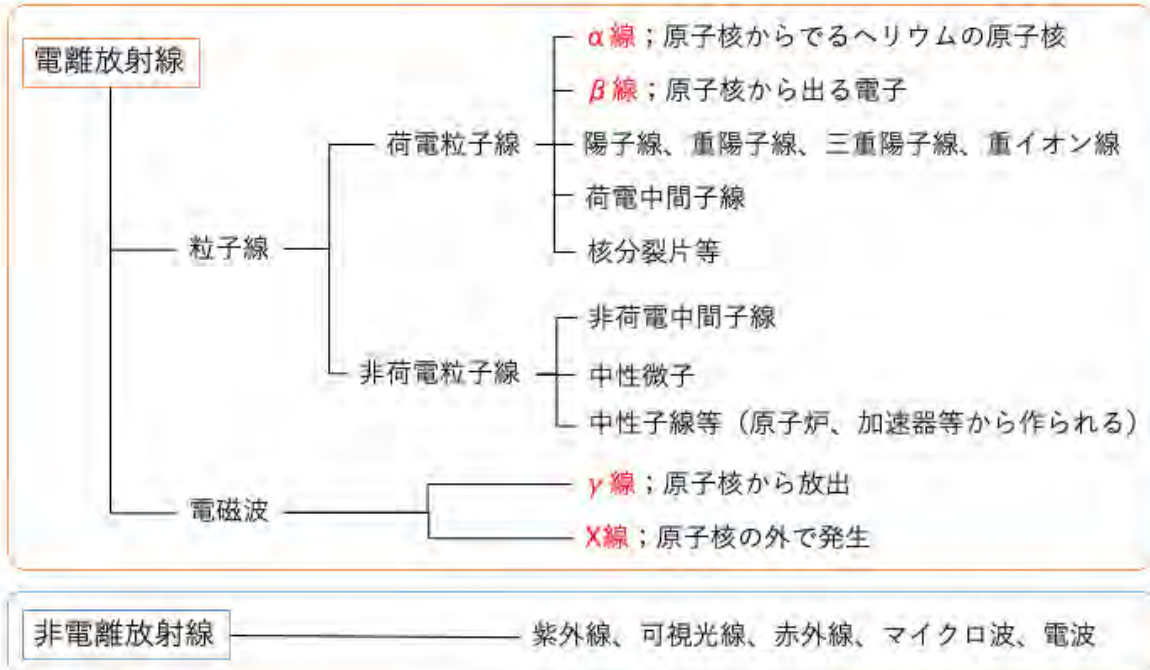 電離放射線
α線；原子核からでるヘリウムの原子核
β線；原子核から出る電子
荷電粒子線
陽子線、重陽子線、三重陽子線、重イオン線
荷電中間子線
粒子線
核分裂片等
非荷電中間子線
非荷電粒子線
中性微子
中性子線等（原子炉、加速器等から作られる）
γ線；原子核から放出
電磁波
X線；原子核の外で発生
非電離放射線
紫外線、可視光線、赤外線、マイクロ波、電波